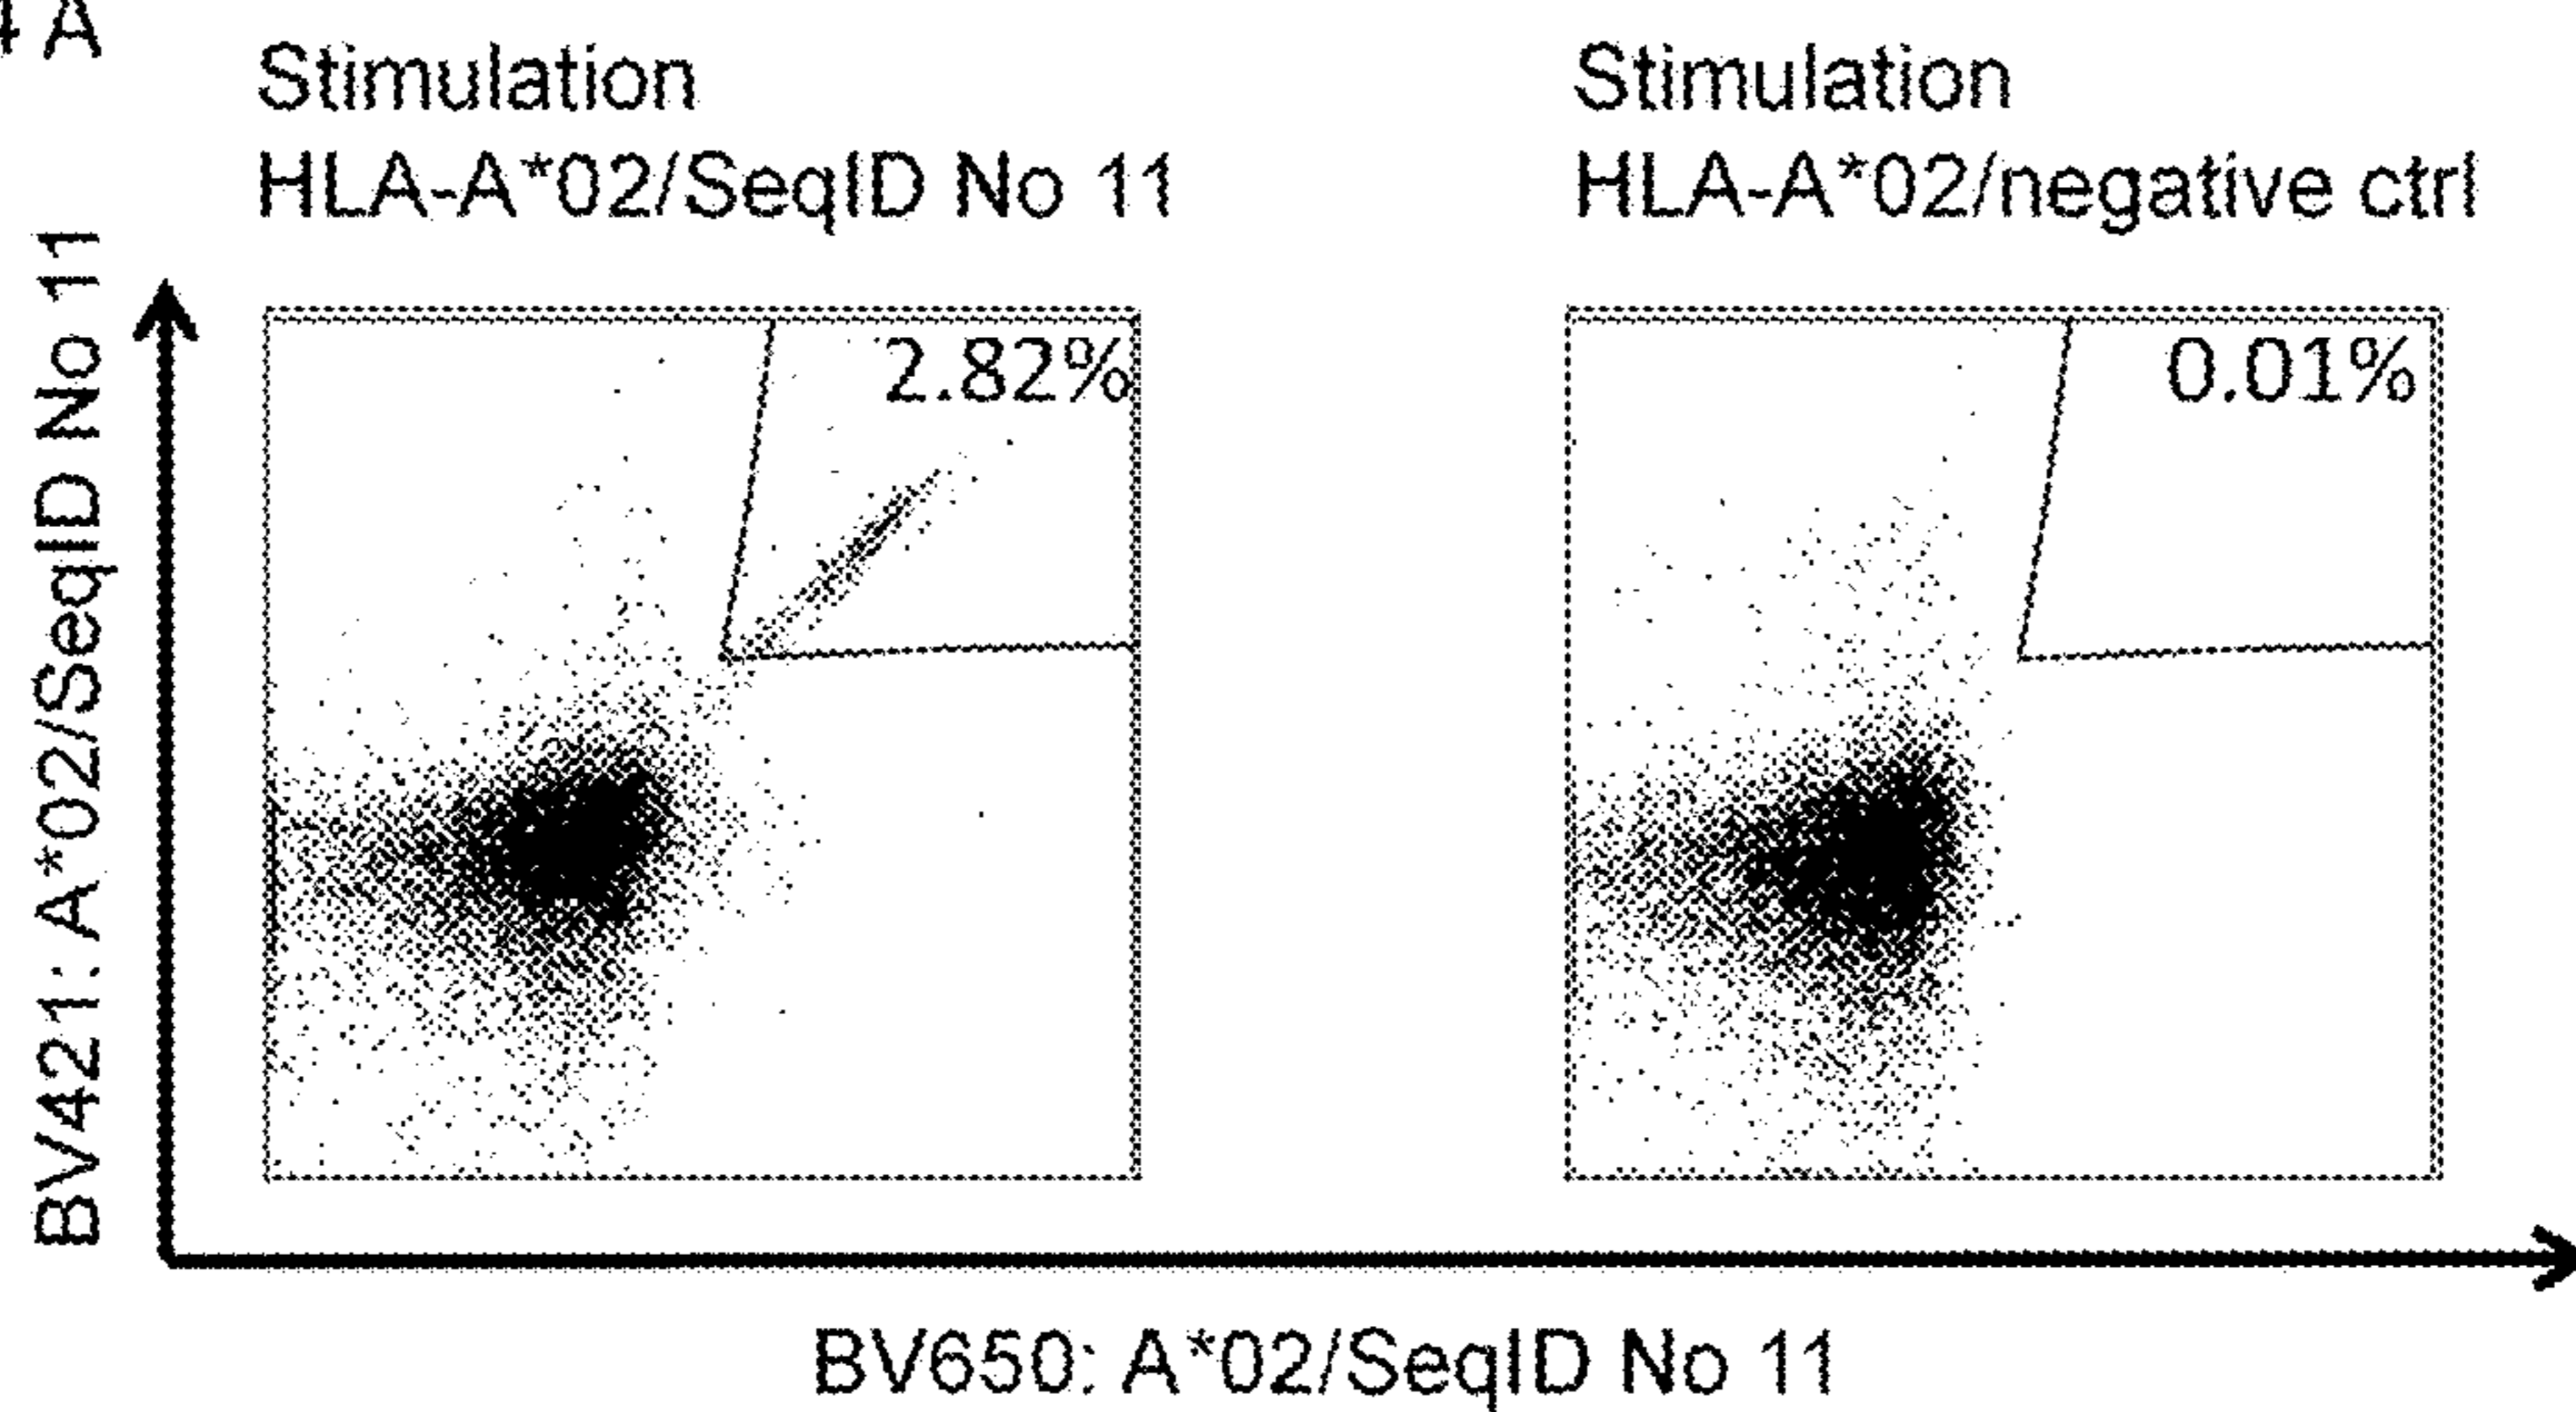 4 A
Stimulation
HLA-A*02/SeqID No 11
Stimulation
HLA-A*02/negative ctrl
BV421: A*02/SeqID No 11
2.82%
0.01%
BV650: A*02/SeqID No 11